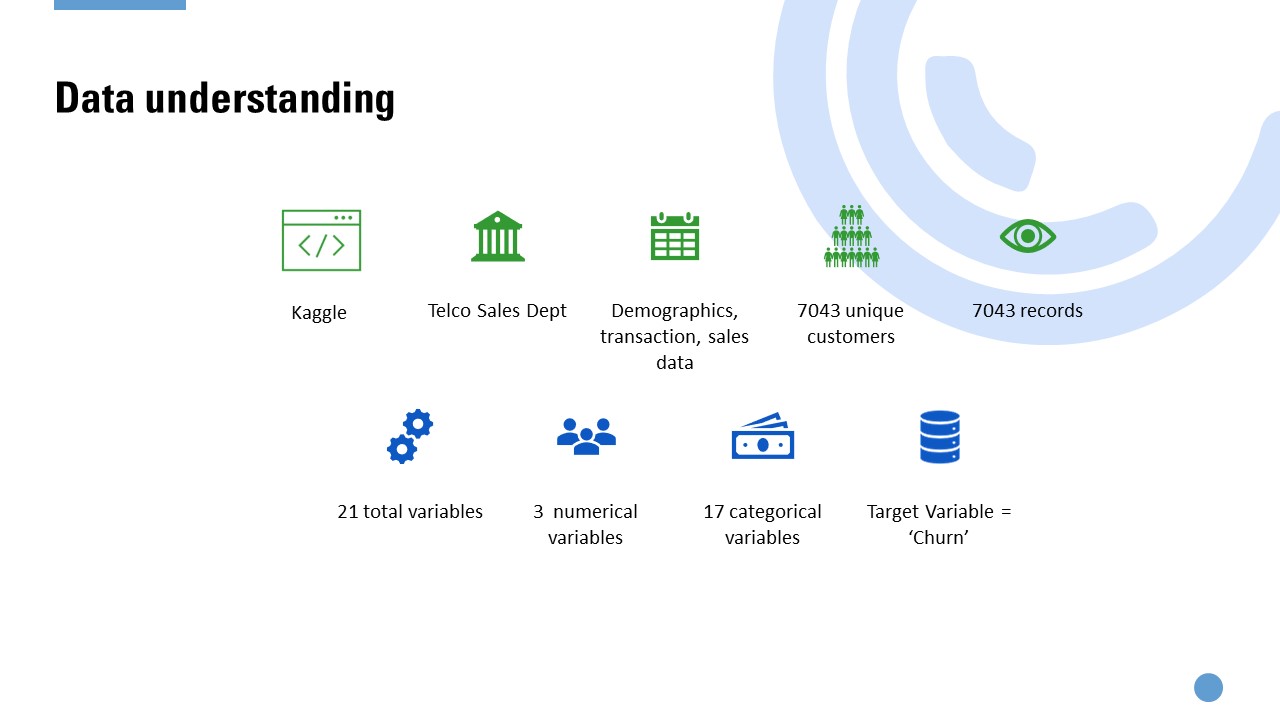 Data understanding
Kaggle
Telco Sales Dept
Demographics,
transaction, sales
data
7043 unique
customers
7043 records
21 total variables
3  numerical
variables
17 categorical
variables
Target Variable =
‘Churn’